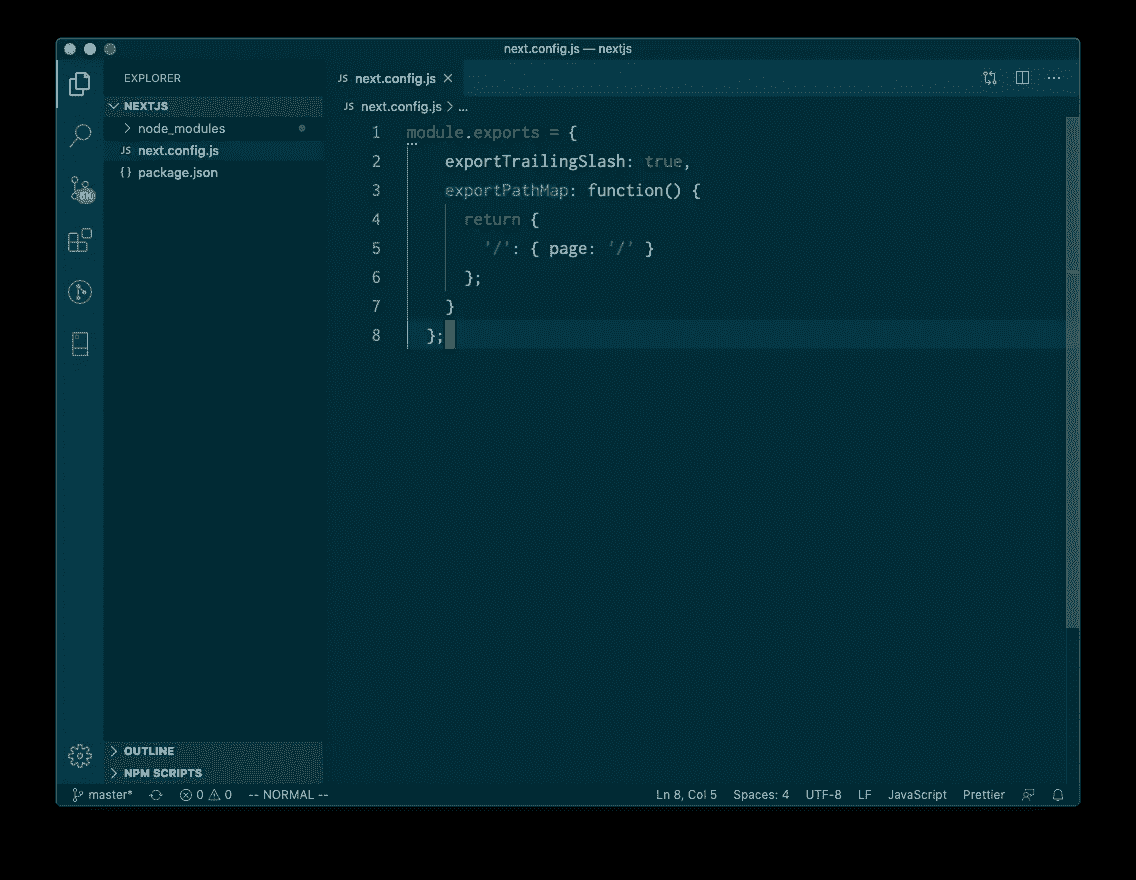 next.config.js — nextjs
EXPLORER
NEXTJS
node_modules
JS next.config.js
{} package.json
OUTLINE
NPM SCRIPTS
JS next.config.js ×
JS next.config.js > ...
1 module.exports = {
2 exportTrailingSlash: true,
3 exportPathMap: function() {
4 return {
5 '/': { page: '/' }
6 };
7 }
8 };
master* 0 0 -- NORMAL -- Ln 8, Col 5 Spaces: 4 UTF-8 LF JavaScript Prettier